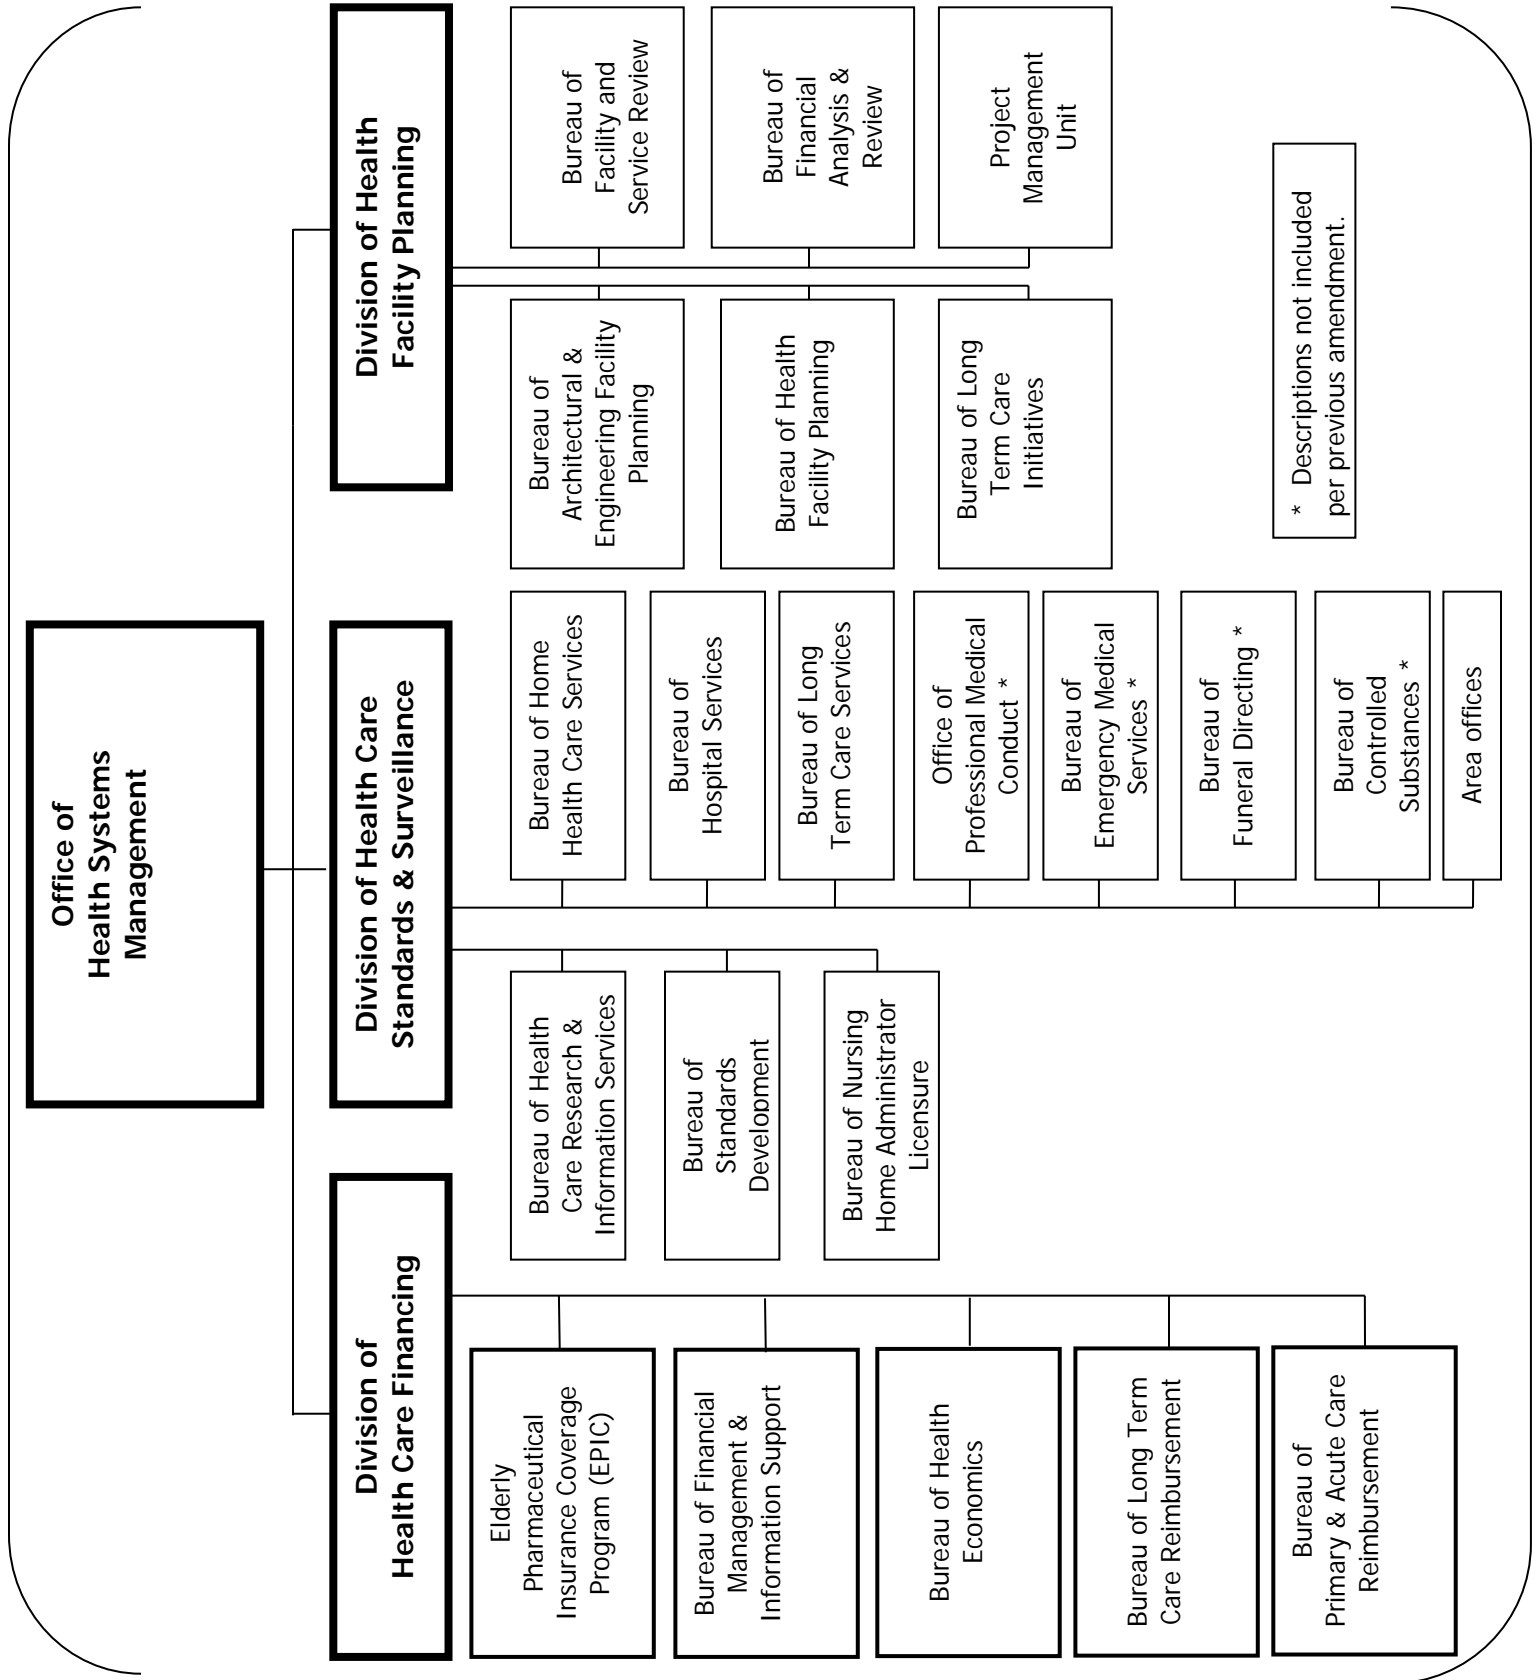 Office of
Health Systems
Management
Division of
Health Care Financing
Division of Health Care
Standards & Surveillance
Division of Health
Facility Planning
Elderly
Pharmaceutical
Insurance Coverage
Program (EPIC)
Bureau of Financial
Management &
Information Support
Bureau of Health
Economics
Bureau of Long Term
Care Reimbursement
Bureau of
Primary & Acute Care
Reimbursement
Bureau of Health
Care Research &
Information Services
Bureau of
Standards
Development
Bureau of Nursing
Home Administrator
Licensure
Bureau of Home
Health Care Services
Bureau of
Hospital Services
Bureau of Long
Term Care Services
Office of
Professional Medical
Conduct *
Bureau of
Emergency Medical
Services *
Bureau of
Funeral Directing *
Bureau of
Controlled
Substances *
Area offices
Bureau of
Architectural &
Engineering Facility
Planning
Bureau of Health
Facility Planning
Bureau of Long
Term Care
Initiatives
Bureau of
Facility and
Service Review
Bureau of
Financial
Analysis &
Review
Project
Management
Unit
* Descriptions not included
per previous amendment.